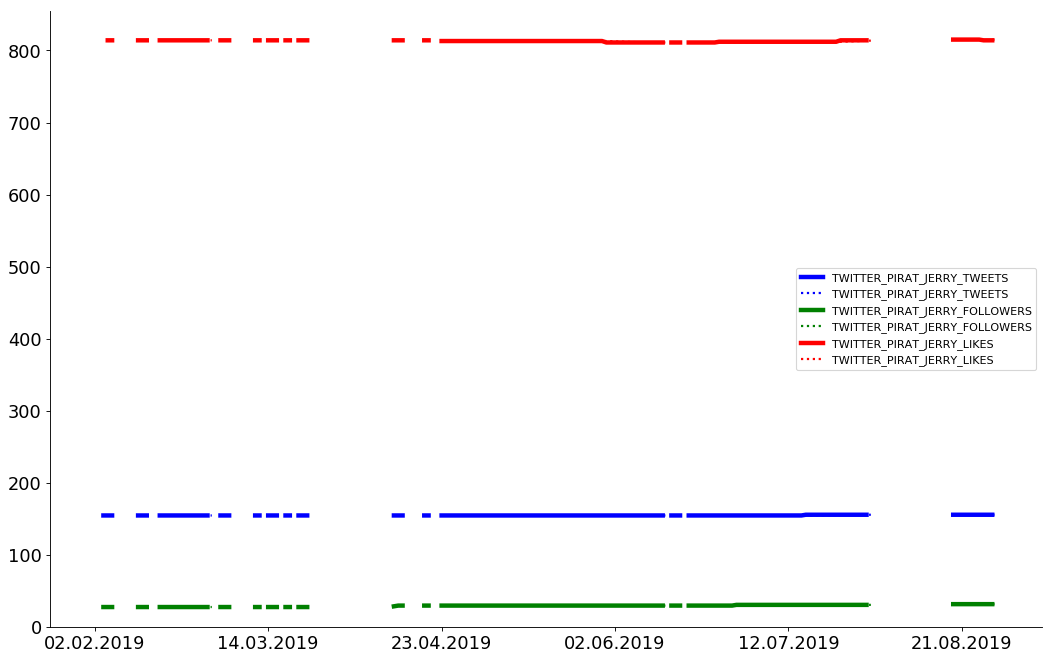 800
700
600
500
400
300
200
100
0
02.02.2019 14.03.2019 23.04.2019 02.06.2019 12.07.2019 21.08.2019
TWITTER_PIRAT_JERRY_TWEETS
TWITTER_PIRAT_JERRY_TWEETS
TWITTER_PIRAT_JERRY_FOLLOWERS
TWITTER_PIRAT_JERRY_FOLLOWERS
TWITTER_PIRAT_JERRY_LIKES
TWITTER_PIRAT_JERRY_LIKES